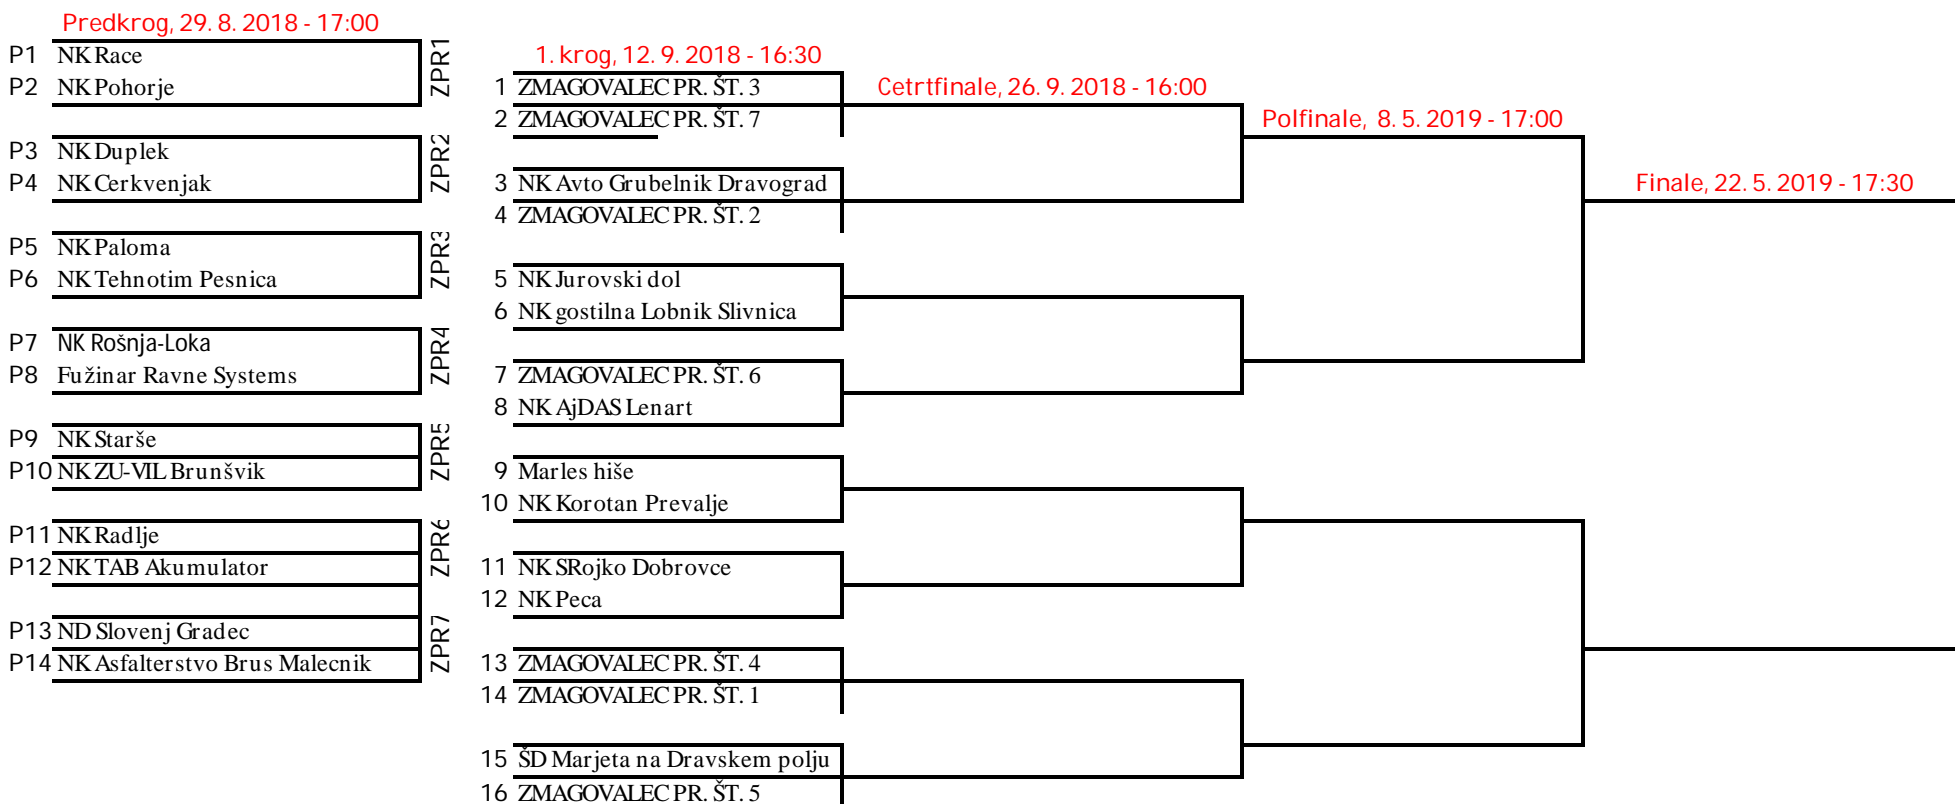 Predkrog, 29. 8. 2018 - 17:00
P1 NK Race
P2 NK Pohorje
ZPR1
P3 NK Duplek
P4 NK Cerkvenjak
ZPR2
P5 NK Paloma
P6 NK Tehnotim Pesnica
ZPR3
P7 NK Rošnja-Loka
P8 Fužinar Ravne Systems
ZPR4
P9 NK Starše
P10 NK ZU-VIL Brunšvik
ZPR5
P11 NK Radlje
P12 NK TAB Akumulator
ZPR6
P13 ND Slovenj Gradec
P14 NK Asfalterstvo Brus Malecnik
ZPR7
1. krog, 12. 9. 2018 - 16:30
1 ZMAGOVALEC PR. ŠT. 3
2 ZMAGOVALEC PR. ŠT. 7
3 NK Avto Grubelnik Dravograd
4 ZMAGOVALEC PR. ŠT. 2
5 NK Jurovski dol
6 NK gostilna Lobnik Slivnica
7 ZMAGOVALEC PR. ŠT. 6
8 NK AjDAS Lenart
9 Marles hiše
10 NK Korotan Prevalje
11 NK SRojko Dobrovce
12 NK Peca
13 ZMAGOVALEC PR. ŠT. 4
14 ZMAGOVALEC PR. ŠT. 1
15 ŠD Marjeta na Dravskem polju
16 ZMAGOVALEC PR. ŠT. 5
Cetrtfinale, 26. 9. 2018 - 16:00
Polfinale, 8. 5. 2019 - 17:00
Finale, 22. 5. 2019 - 17:30